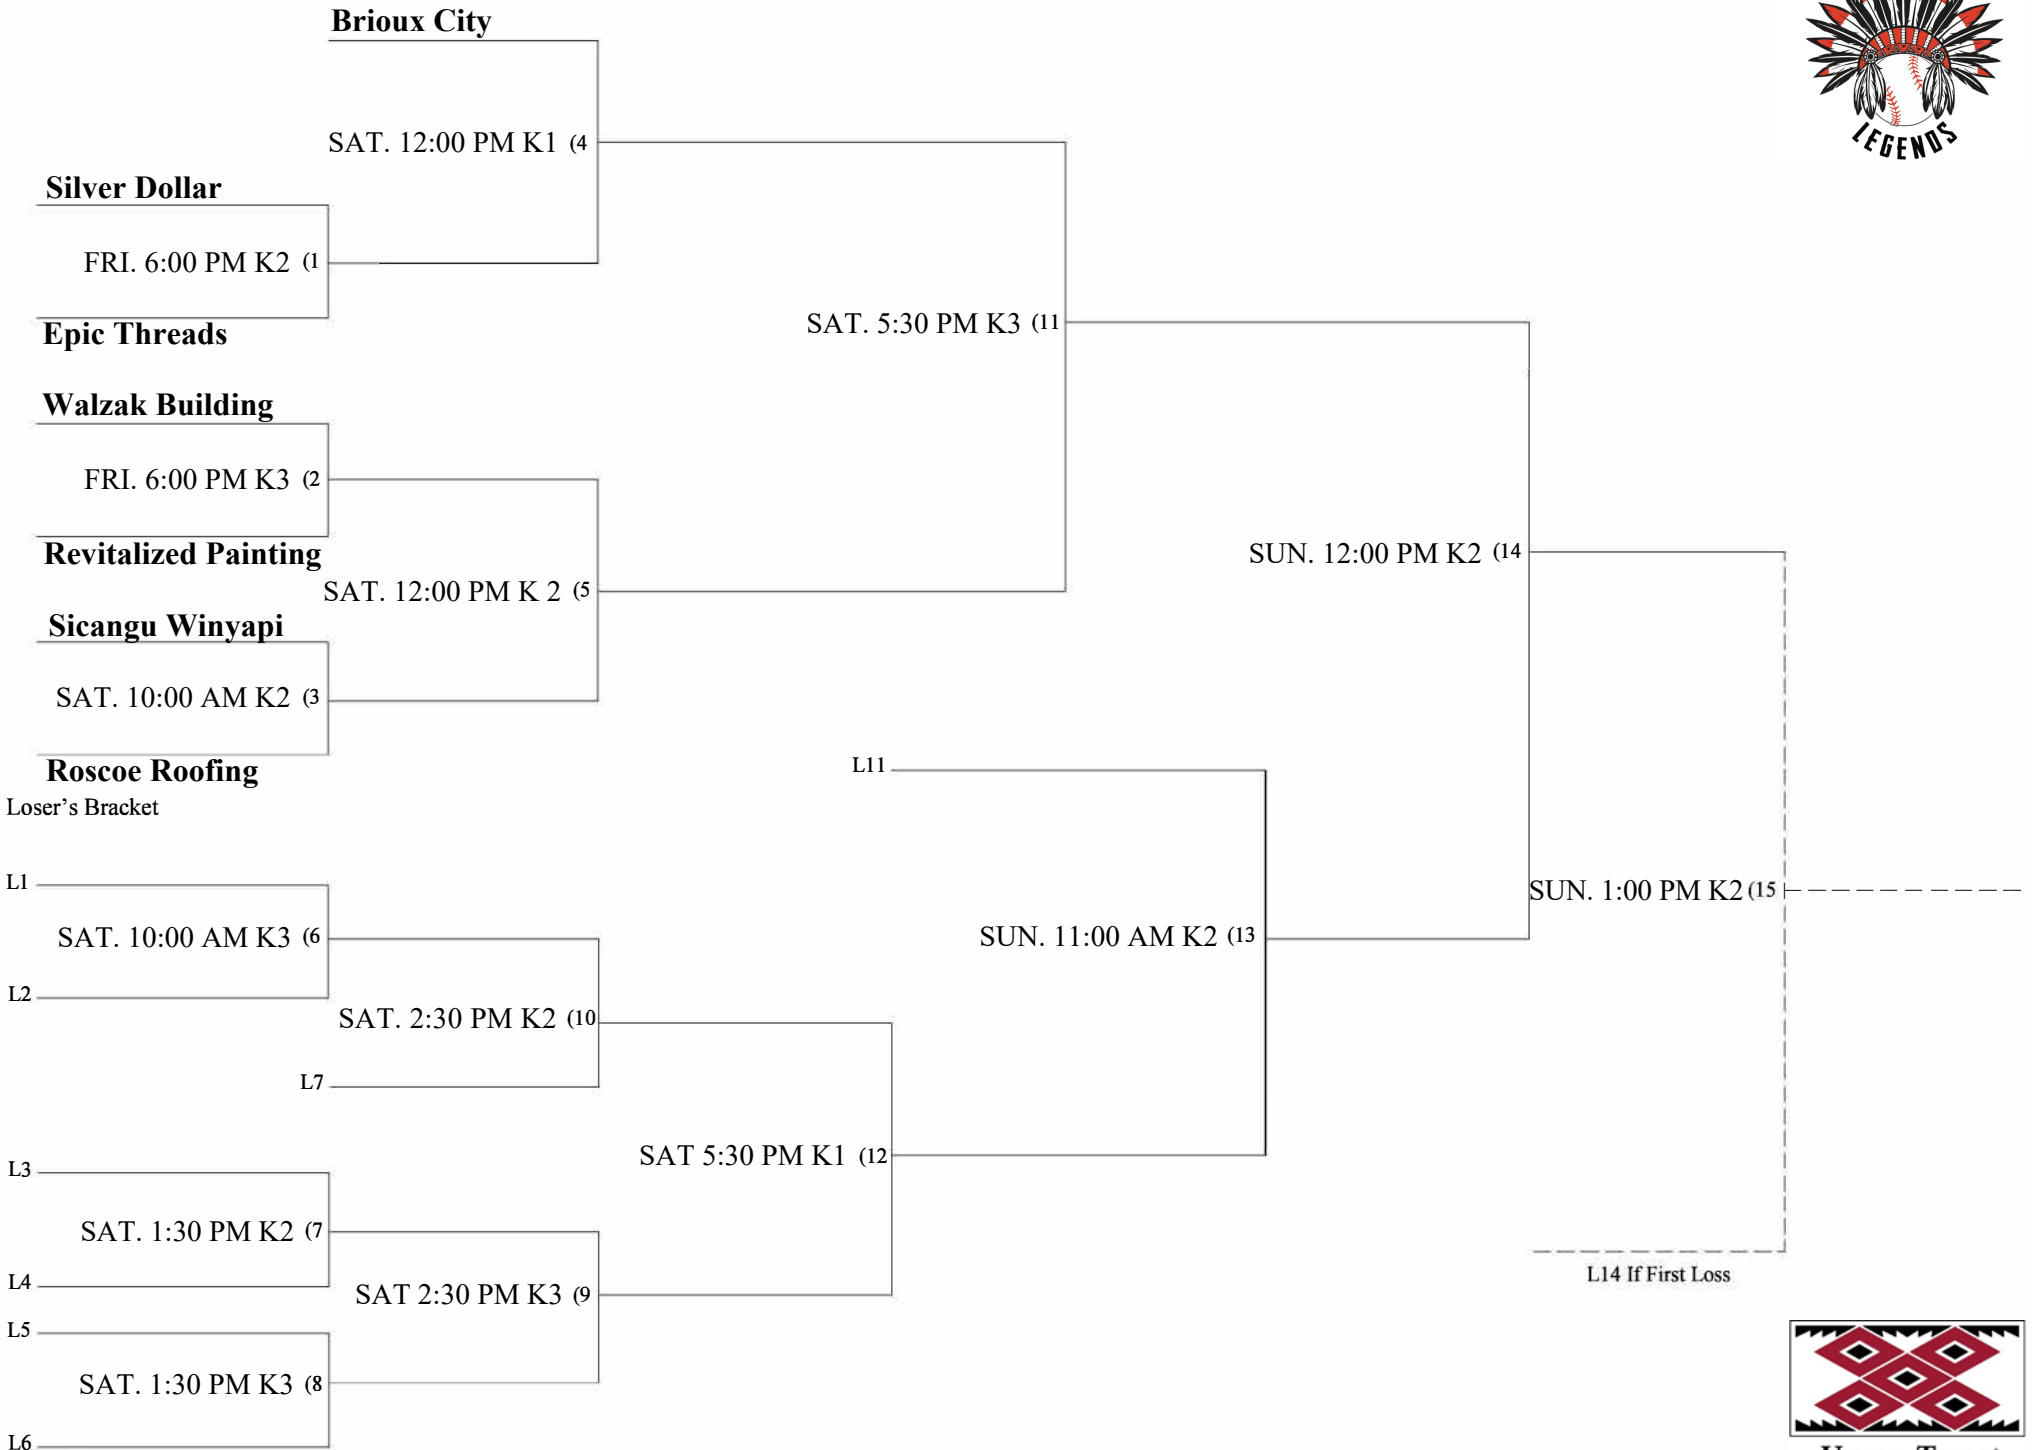 Brioux City
LEGENDS
SAT. 12:00 PM K1 (4
Silver Dollar
FRI. 6:00 PM K2 (1
Epic Threads
SAT. 5:30 PM K3 (11
Walzak Building
FRI. 6:00 PM K3 (2
Revitalized Painting
SUN. 12:00 PM K2 (14
SAT. 12:00 PM K 2 (5
Sicangu Winyapi
SAT. 10:00 AM K2 (3
Roscoe Roofing
L11
Loser's Bracket
L1
SUN. 1:00 PM K2 (15
SAT. 10:00 AM K3 (6
SUN. 11:00 AM K2 (13
L2
SAT. 2:30 PM K2 (10
L7
SAT 5:30 PM K1 (12
L3
SAT. 1:30 PM K2 (7
L4
SAT 2:30 PM K3 (9
L14 If First Loss
L5
SAT. 1:30 PM K3 (8
L6